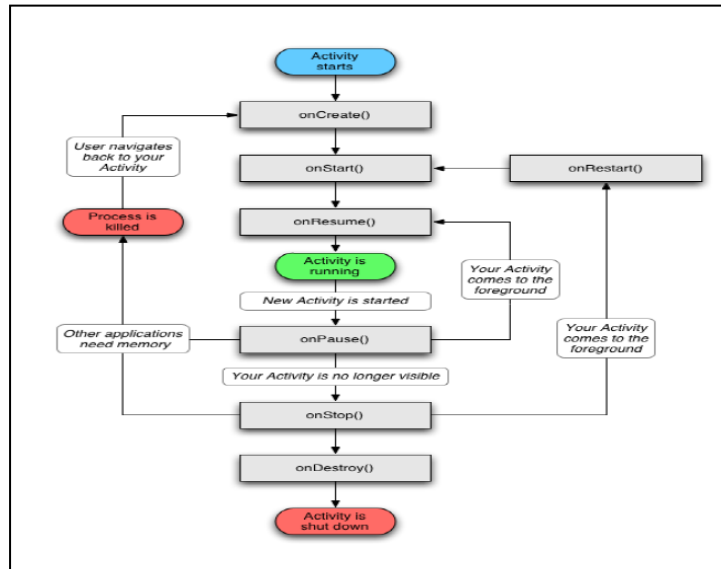 Activity
starts
onCreate()
User navigates
back to your
Activity
onStart()
onRestart()
Process is
killed
onResume()
Activity is
running
New Activity is started
Your Activity
comes to the
foreground
Other applications
need memory
onPause()
Your Activity
comes to the
foreground
Your Activity is no longer visible
onStop()
onDestroy()
Activity is
shut down